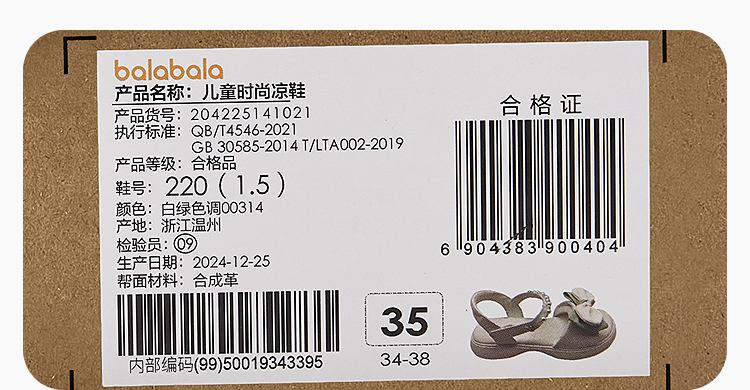 balabala
产品名称：儿童时尚凉鞋
产品货号：204225141021
执行标准：QB/T4546-2021
GB 30585-2014 T/LTA002-2019
产品等级：合格品
鞋号：220（1.5）
颜色：白绿色调00314
产地：浙江温州
检验员：09
生产日期：2024-12-25
帮面材料：合成革
内部编码(99)50019343395
合格证
6 904383 900404
35
34-38